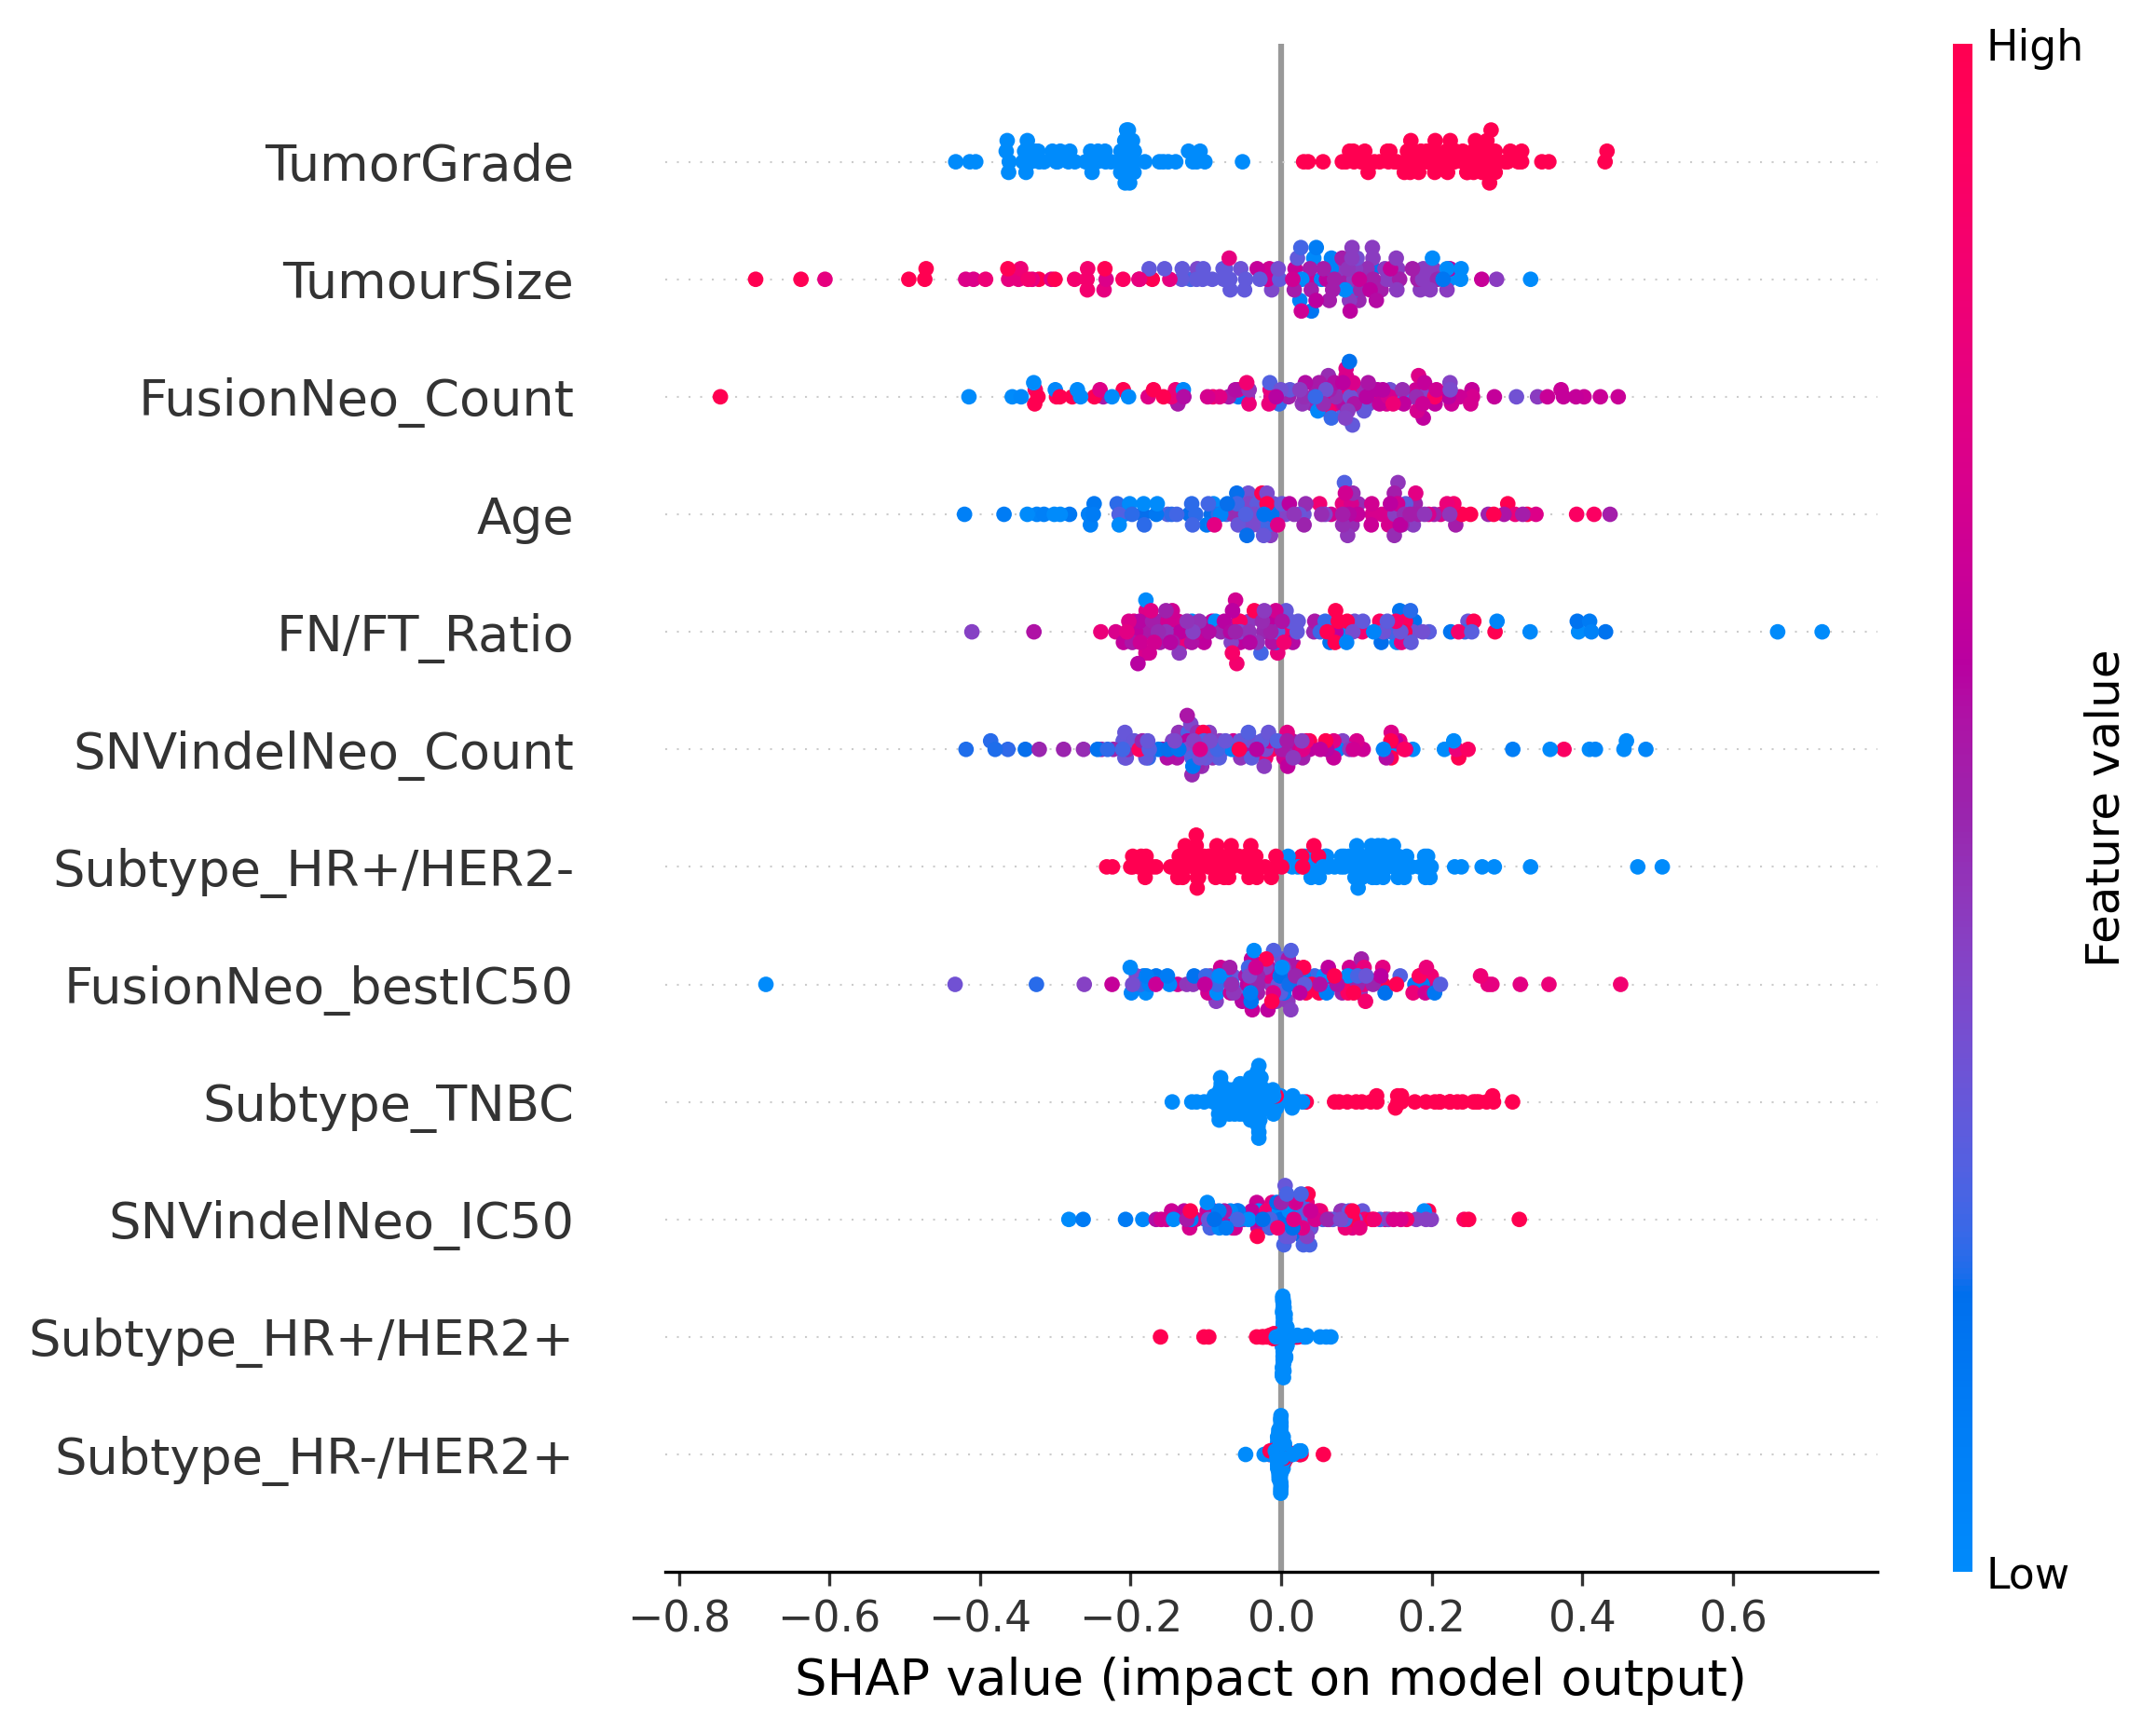 High
TumorGrade
TumourSize
FusionNeo_Count
Age
FN/FT_Ratio
SNVindelNeo_Count
Subtype_HR+/HER2-
FusionNeo_bestIC50
Subtype_TNBC
SNVindelNeo_IC50
Subtype_HR+/HER2+
Subtype_HR-/HER2+
Feature value
Low
−0.8 −0.6 −0.4 −0.2 0.0 0.2 0.4 0.6
SHAP value (impact on model output)